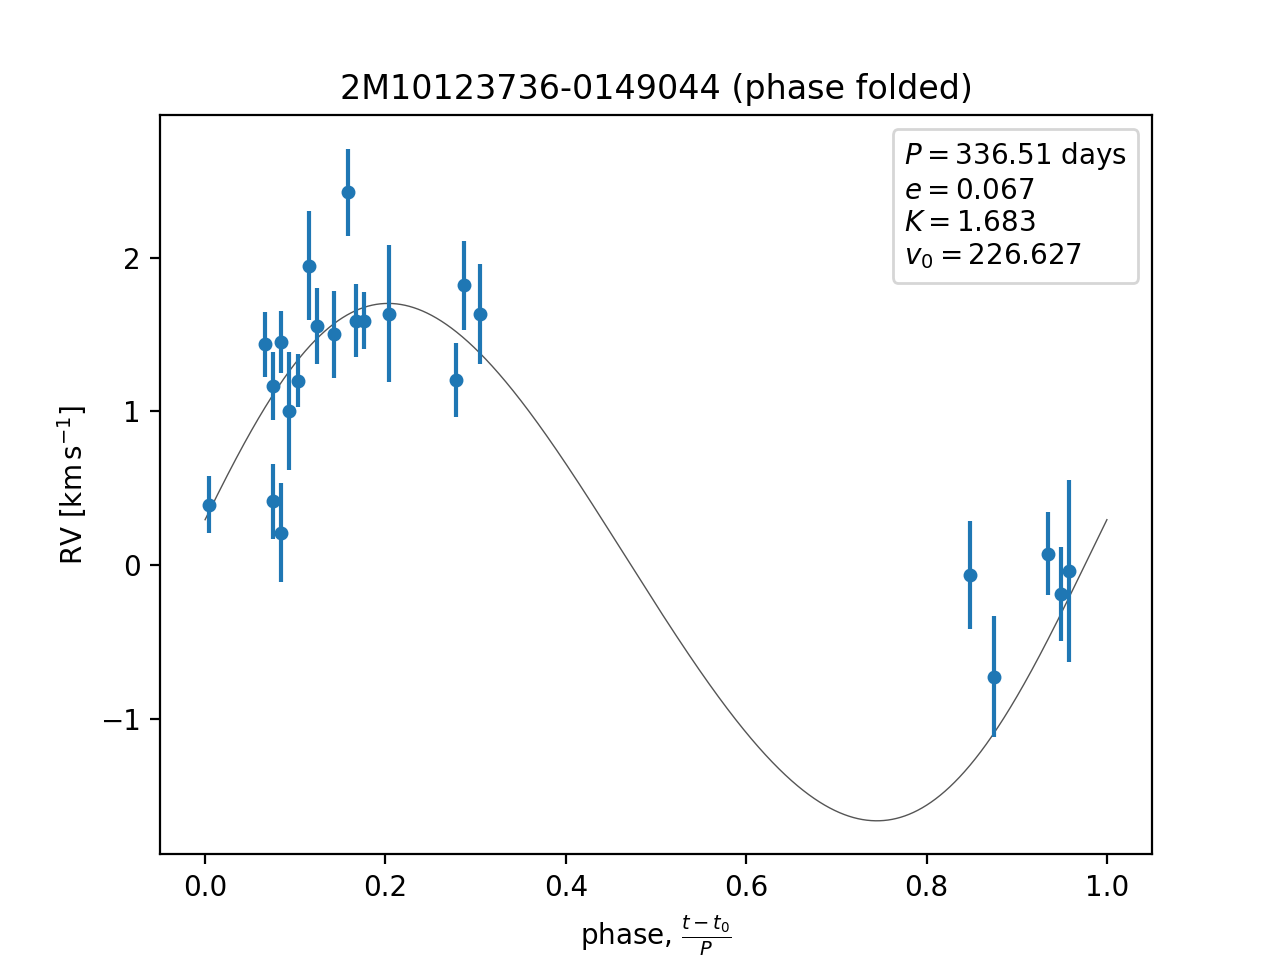 2M10123736-0149044 (phase folded)
P = 336.51 days
e = 0.067
K = 1.683
v₀ = 226.627
RV [km s⁻¹]
2
1
0
−1
0.0 0.2 0.4 0.6 0.8 1.0
phase, (t − t₀)/P